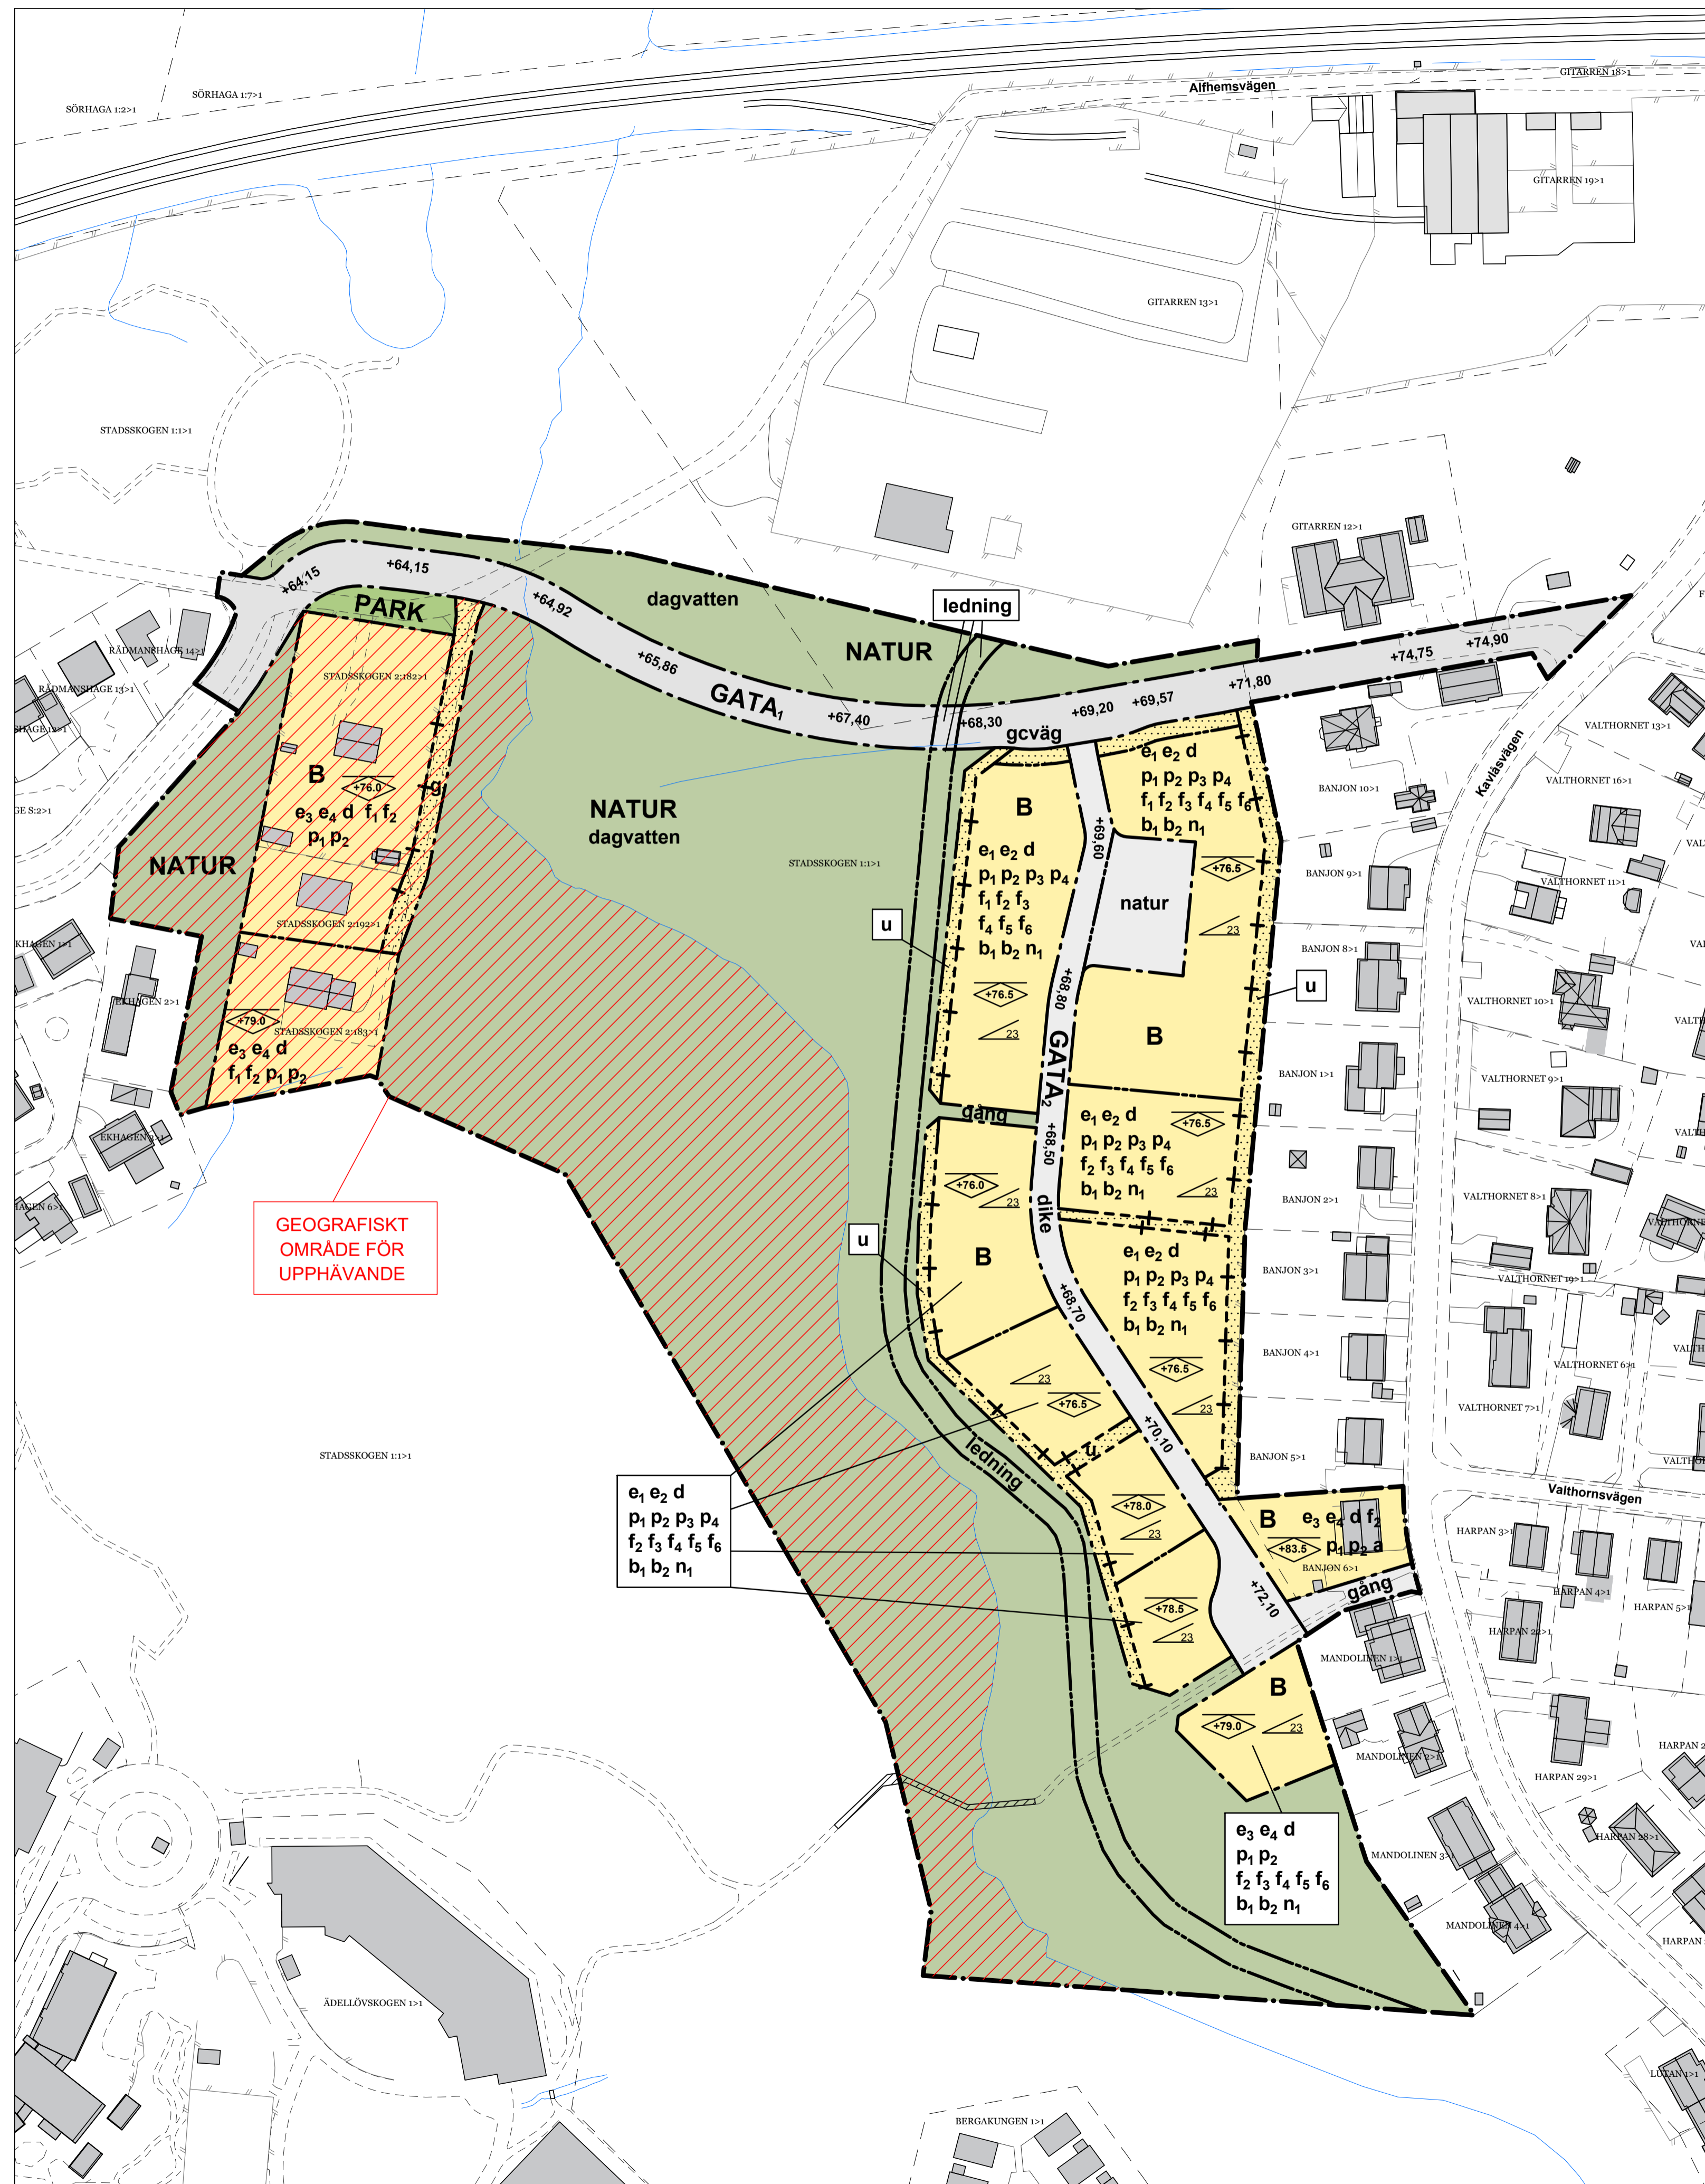 SÖRHAGA 1:2>1
SÖRHAGA 1:7>1
Alfhemsvägen
GITARREN 18>1
GITARREN 19>1
GITARREN 13>1
STADSSKOGEN 1:1>1
GITARREN 12>1
+64,15
+64,15
+64,92
dagvatten
ledning
PARK
NATUR
+65,86
GATA1
+67,40
+68,30
gcväg
+69,20
+69,57
+71,80
+74,75
+74,90
RÅDMANSHAGE 14>1
RÅDMANSHAGE 13>1
STADSSKOGEN 2:182>1
B
+76.0
g
e3 e4 d f1 f2
p1 p2
NATUR
NATUR
dagvatten
STADSSKOGEN 1:1>1
STADSSKOGEN 2:192>1
+79.0
STADSSKOGEN 2:183>1
e3 e4 d
f1 f2 p1 p2
EKHAGEN 2>1
GEOGRAFISKT
OMRÅDE FÖR
UPPHÄVANDE
B
e1 e2 d
p1 p2 p3 p4
f1 f2 f3
f4 f5 f6
b1 b2 n1
+76.5
23
u
e1 e2 d
p1 p2 p3 p4
f1 f2 f3 f4 f5 f6
b1 b2 n1
+76.5
23
+69,60
natur
+68,80
GATA2
B
u
gång
+68,50
e1 e2 d
p1 p2 p3 p4
f2 f3 f4 f5 f6
b1 b2 n1
+76.5
23
+76.0
23
dike
u
B
e1 e2 d
p1 p2 p3 p4
f2 f3 f4 f5 f6
b1 b2 n1
+76.5
23
+68,70
23
+76.5
+70,10
u
ledning
+78.0
23
e1 e2 d
p1 p2 p3 p4
f2 f3 f4 f5 f6
b1 b2 n1
B
e3 e4 d f2
+83.5
p1 p2 a
BANJON 6>1
gång
+78.5
23
+72,10
B
+79.0
23
e3 e4 d
p1 p2
f2 f3 f4 f5 f6
b1 b2 n1
Kavlåsvägen
VALTHORNET 13>1
BANJON 10>1
VALTHORNET 16>1
BANJON 9>1
VALTHORNET 11>1
BANJON 8>1
VALTHORNET 10>1
BANJON 1>1
VALTHORNET 9>1
BANJON 2>1
VALTHORNET 8>1
BANJON 3>1
VALTHORNET 19>1
BANJON 4>1
VALTHORNET 6>1
VALTHORNET 7>1
BANJON 5>1
Valthornsvägen
HARPAN 3>1
HARPAN 4>1
HARPAN 5>1
HARPAN 22>1
MANDOLINEN 1>1
MANDOLINEN 2>1
HARPAN 29>1
HARPAN 28>1
MANDOLINEN 3>1
MANDOLINEN 4>1
STADSSKOGEN 1:1>1
ÄDELLÖVSKOGEN 1>1
BERGAKUNGEN 1>1
LUTAN 1>1